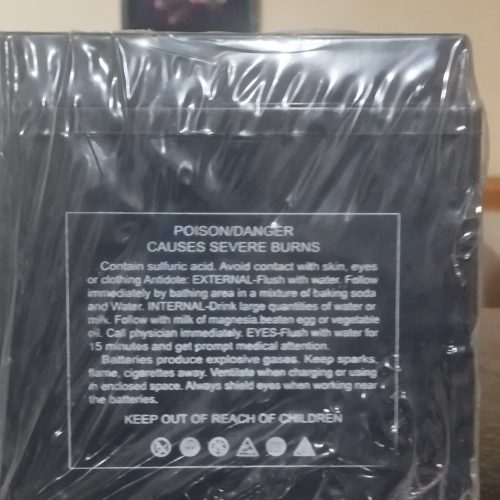 POISON/DANGER
CAUSES SEVERE BURNS
Contain sulfuric acid. Avoid contact with skin, eyes
or clothing Antidote: EXTERNAL-Flush with water. Follow
immediately by bathing area in a mixture of baking soda
and Water. INTERNAL-Drink large quantities of water or
milk. Follow with milk of magnesia,beaten egg or vegetable
oil. Call physician immediately. EYES-Flush with water for
15 minutes and get prompt medical attention.
Batteries produce explosive gases. Keep sparks,
flame, cigarettes away. Ventilate when charging or using
in enclosed space. Always shield eyes when working near
the batteries.
KEEP OUT OF REACH OF CHILDREN